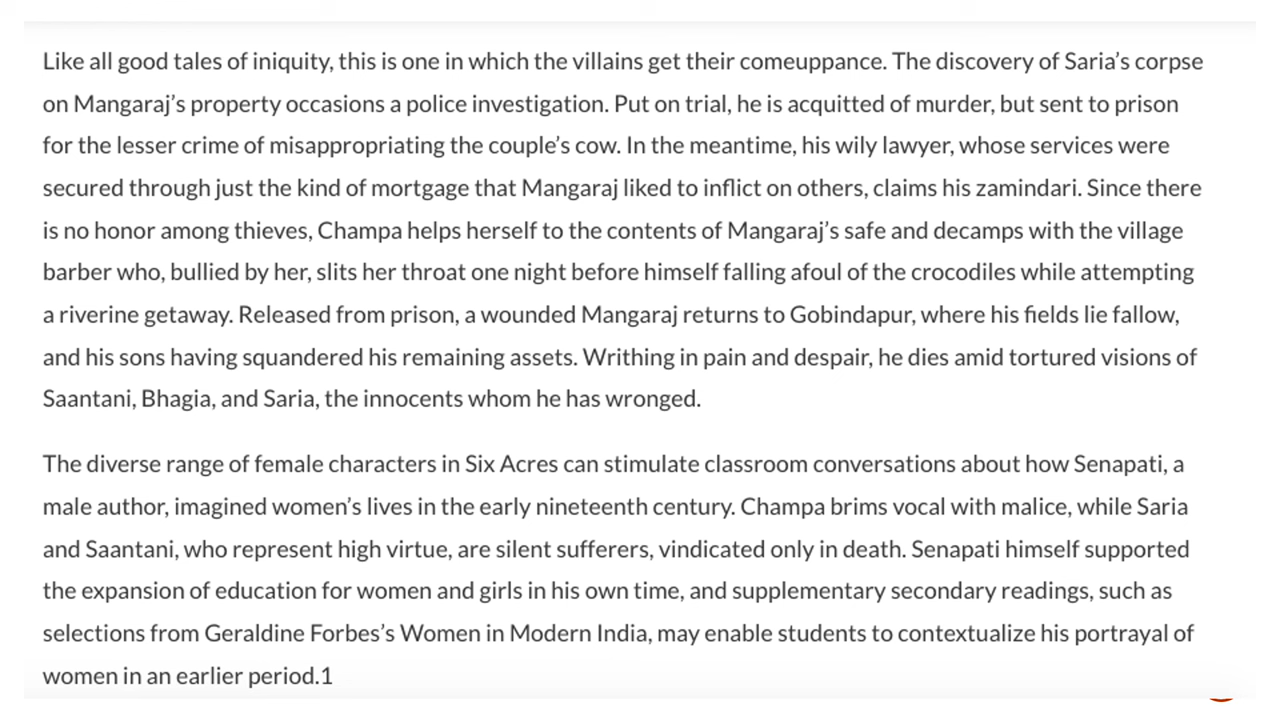 Like all good tales of iniquity, this is one in which the villains get their comeuppance. The discovery of Saria’s corpse
on Mangaraj’s property occasions a police investigation. Put on trial, he is acquitted of murder, but sent to prison
for the lesser crime of misappropriating the couple’s cow. In the meantime, his wily lawyer, whose services were
secured through just the kind of mortgage that Mangaraj liked to inflict on others, claims his zamindari. Since there
is no honor among thieves, Champa helps herself to the contents of Mangaraj’s safe and decamps with the village
barber who, bullied by her, slits her throat one night before himself falling afoul of the crocodiles while attempting
a riverine getaway. Released from prison, a wounded Mangaraj returns to Gobindapur, where his fields lie fallow,
and his sons having squandered his remaining assets. Writhing in pain and despair, he dies amid tortured visions of
Saantani, Bhagia, and Saria, the innocents whom he has wronged.
The diverse range of female characters in Six Acres can stimulate classroom conversations about how Senapati, a
male author, imagined women’s lives in the early nineteenth century. Champa brims vocal with malice, while Saria
and Saantani, who represent high virtue, are silent sufferers, vindicated only in death. Senapati himself supported
the expansion of education for women and girls in his own time, and supplementary secondary readings, such as
selections from Geraldine Forbes’s Women in Modern India, may enable students to contextualize his portrayal of
women in an earlier period.1